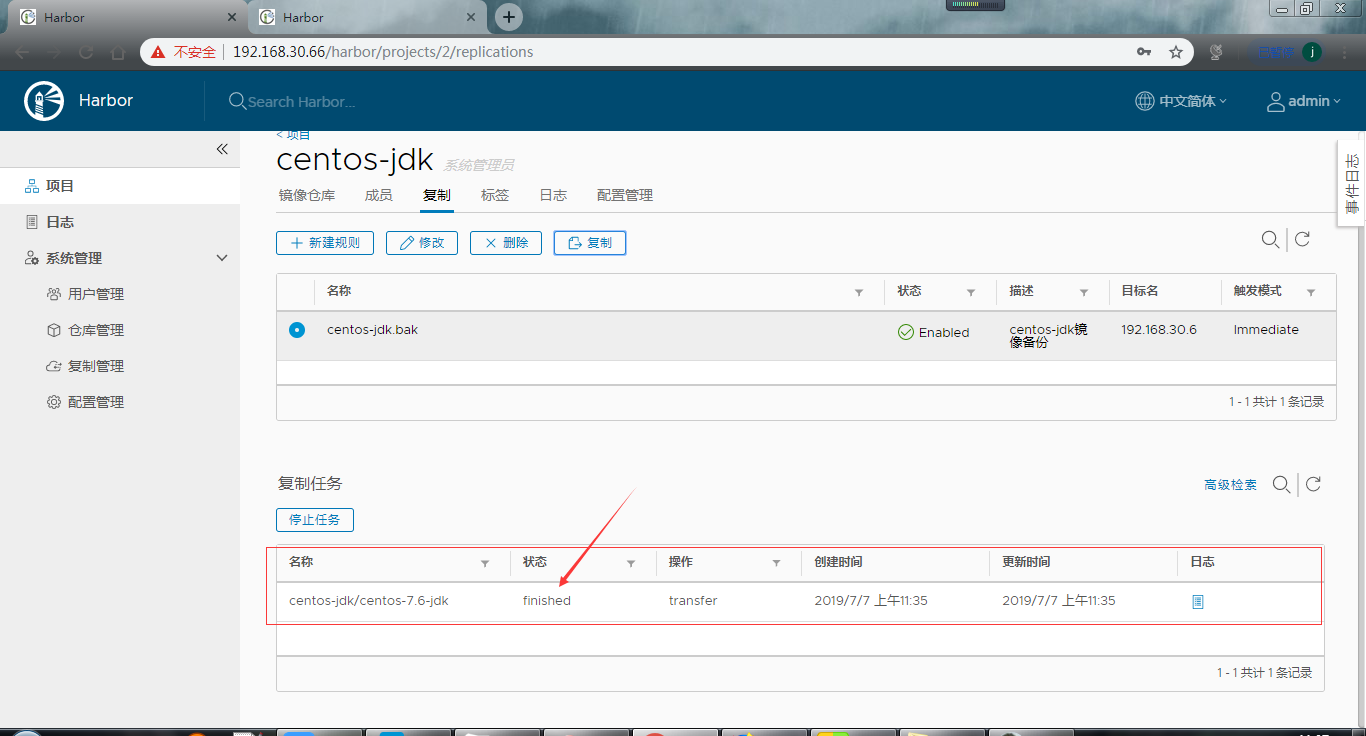 Harbor
Harbor
不安全 192.168.30.66/harbor/projects/2/replications
j
Harbor
Search Harbor...
中文简体
admin
< 项目
centos-jdk 系统管理员
事件日志
项目
日志
系统管理
用户管理
仓库管理
复制管理
配置管理
镜像仓库 成员 复制 标签 日志 配置管理
新建规则 修改 删除 复制
名称 状态 描述 目标名 触发模式
centos-jdk.bak Enabled centos-jdk镜 192.168.30.6 Immediate
像备份
1 - 1 共计 1 条记录
复制任务
高级检索
停止任务
名称 状态 操作 创建时间 更新时间 日志
centos-jdk/centos-7.6-jdk finished transfer 2019/7/7 上午11:35 2019/7/7 上午11:35
1 - 1 共计 1 条记录